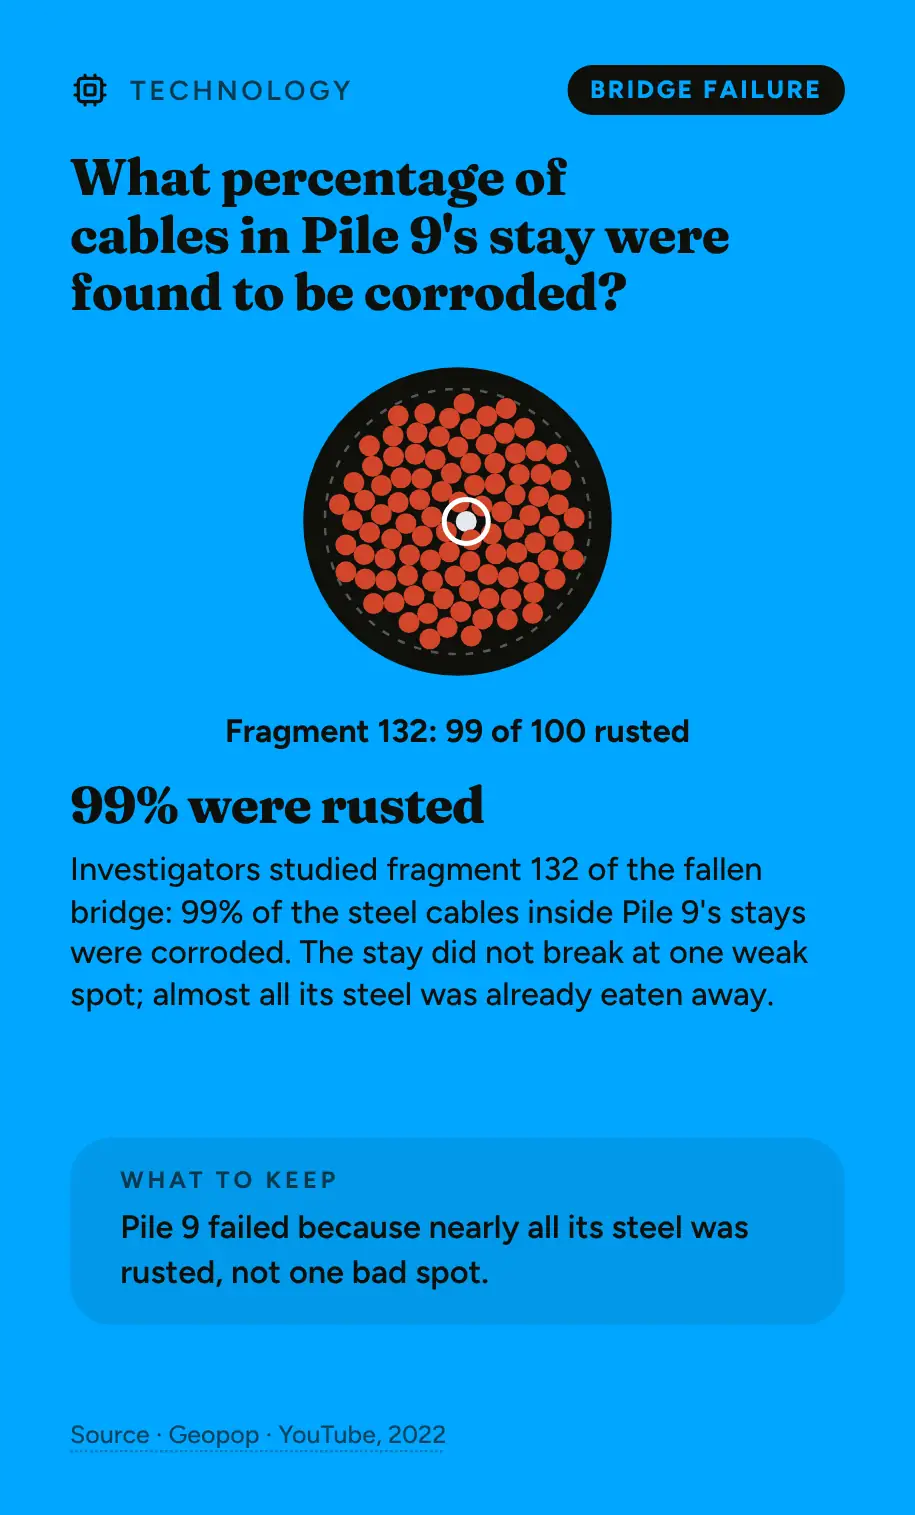 TECHNOLOGY
BRIDGE FAILURE
What percentage of
cables in Pile 9's stay were
found to be corroded?
Fragment 132: 99 of 100 rusted
99% were rusted
Investigators studied fragment 132 of the fallen
bridge: 99% of the steel cables inside Pile 9's stays
were corroded. The stay did not break at one weak
spot; almost all its steel was already eaten away.
WHAT TO KEEP
Pile 9 failed because nearly all its steel was
rusted, not one bad spot.
Source · Geopop · YouTube, 2022